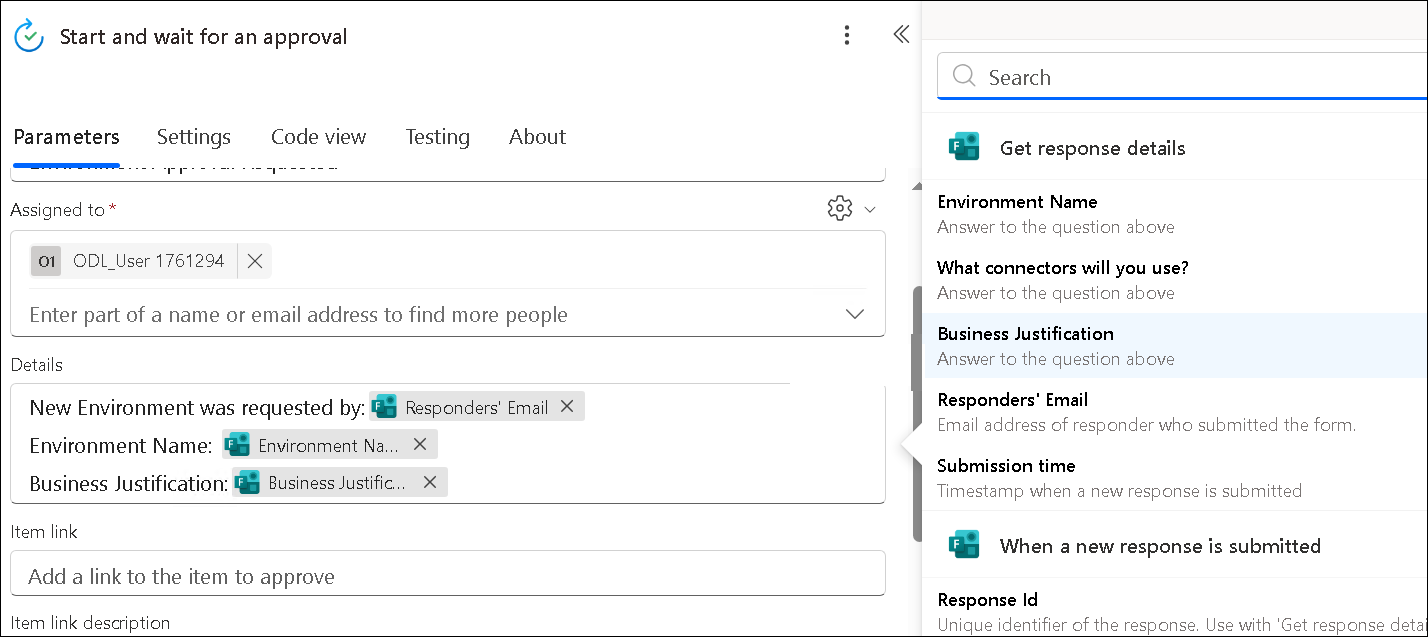 Start and wait for an approval
Parameters
Settings
Code view
Testing
About
Environment Approval Requested
Assigned to *
O1 ODL_User 1761294
Enter part of a name or email address to find more people
Details
New Environment was requested by: Responders' Email
Environment Name: Environment Na...
Business Justification: Business Justific...
Item link
Add a link to the item to approve
Item link description
Search
Get response details
Environment Name
Answer to the question above
What connectors will you use?
Answer to the question above
Business Justification
Answer to the question above
Responders' Email
Email address of responder who submitted the form.
Submission time
Timestamp when a new response is submitted
When a new response is submitted
Response Id
Unique identifier of the response. Use with 'Get response detai